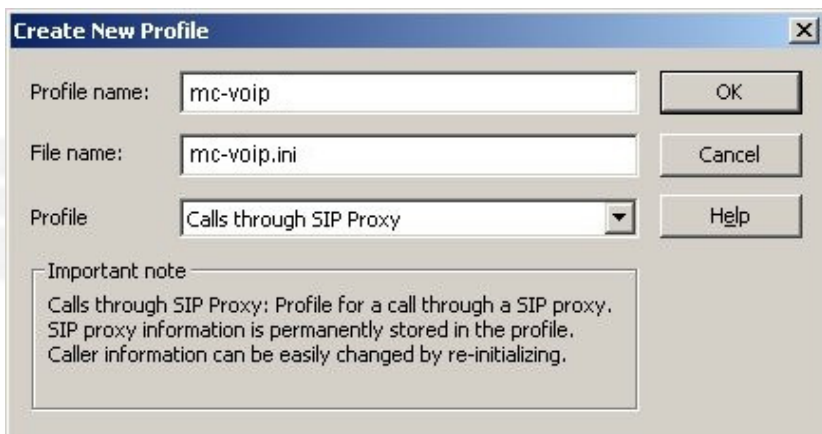 Create New Profile
Profile name: mc-voip OK
File name: mc-voip.ini Cancel
Profile Calls through SIP Proxy Help
Important note
Calls through SIP Proxy: Profile for a call through a SIP proxy.
SIP proxy information is permanently stored in the profile.
Caller information can be easily changed by re-initializing.